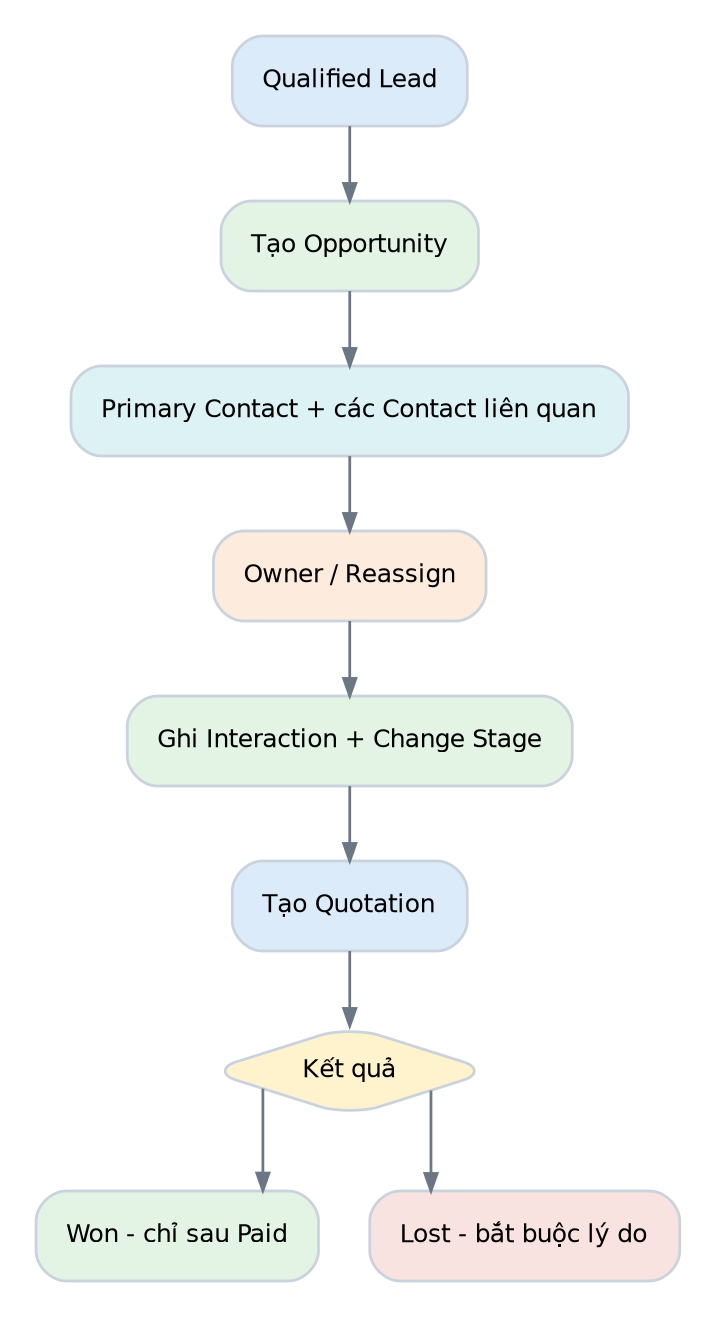 Qualified Lead
Tạo Opportunity
Primary Contact + các Contact liên quan
Owner / Reassign
Ghi Interaction + Change Stage
Tạo Quotation
Kết quả
Won - chỉ sau Paid
Lost - bắt buộc lý do